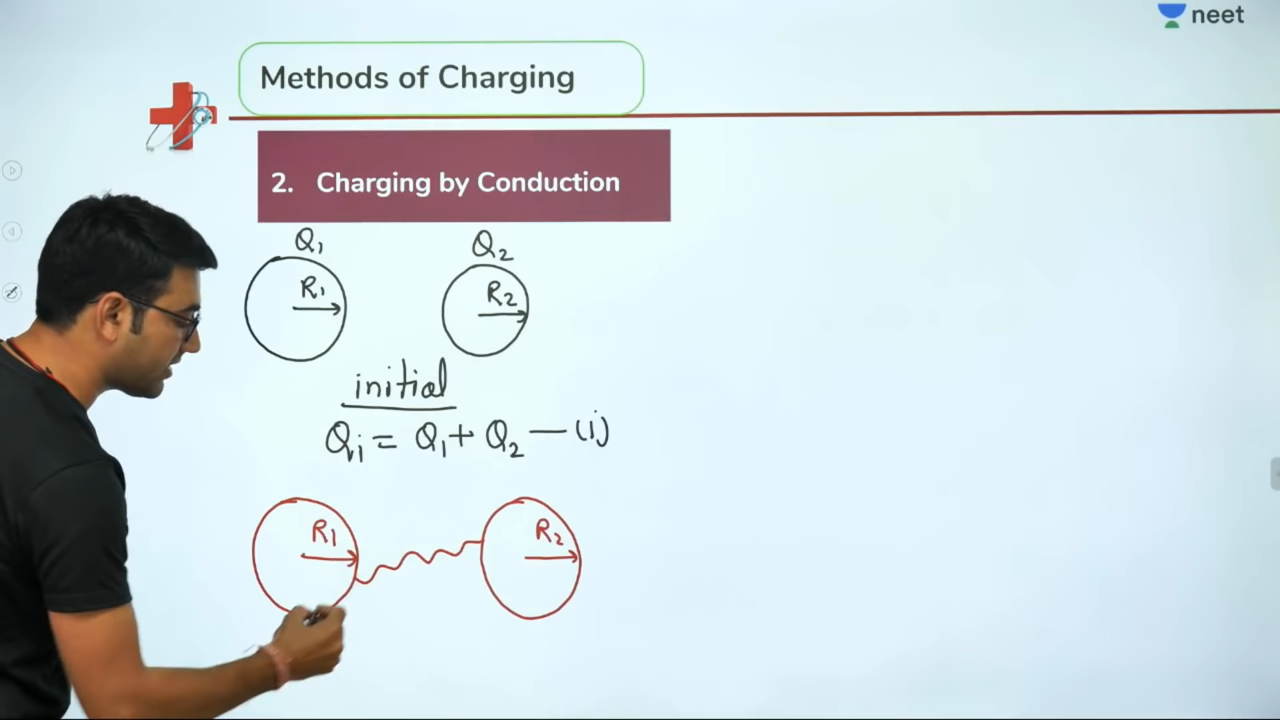 neet
Methods of Charging
2. Charging by Conduction
Q₁ Q₂
R₁ R₂
initial
Qᵢ = Q₁ + Q₂ — (i)
R₁ R₂